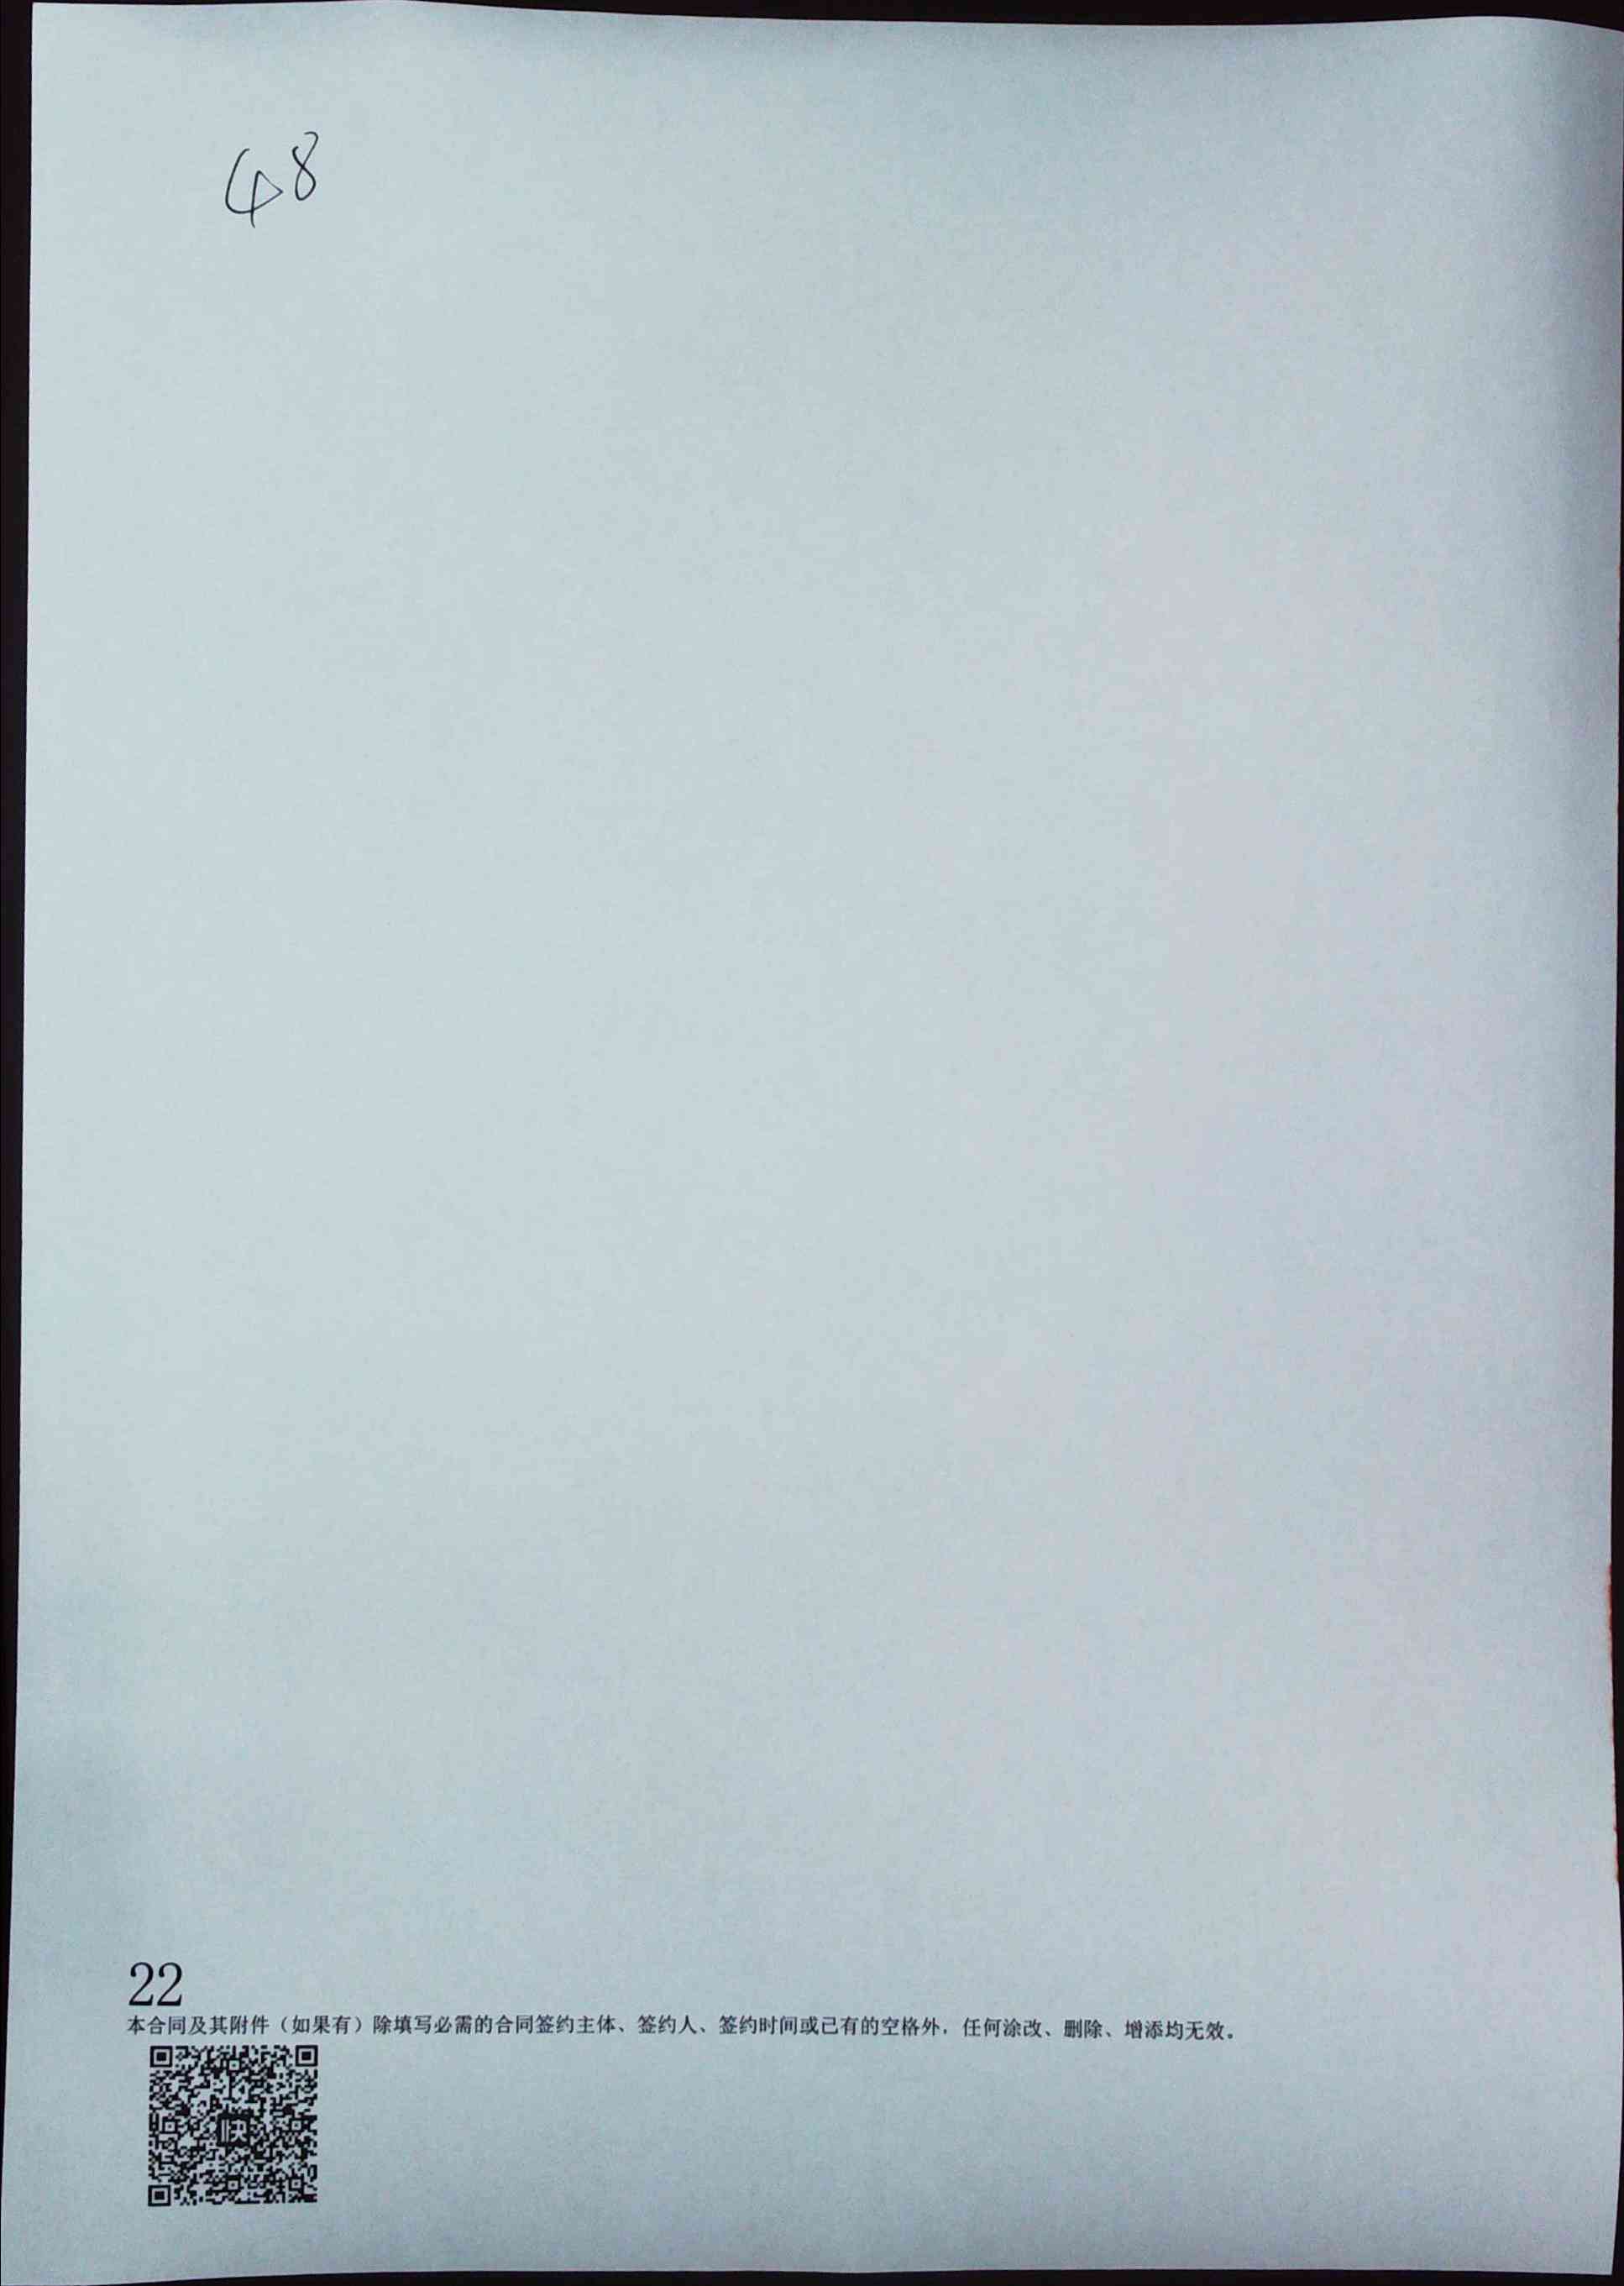 48
22
本合同及其附件（如果有）除填写必需的合同签约主体、签约人、签约时间或已有的空格外，任何涂改、删除、增添均无效。
快